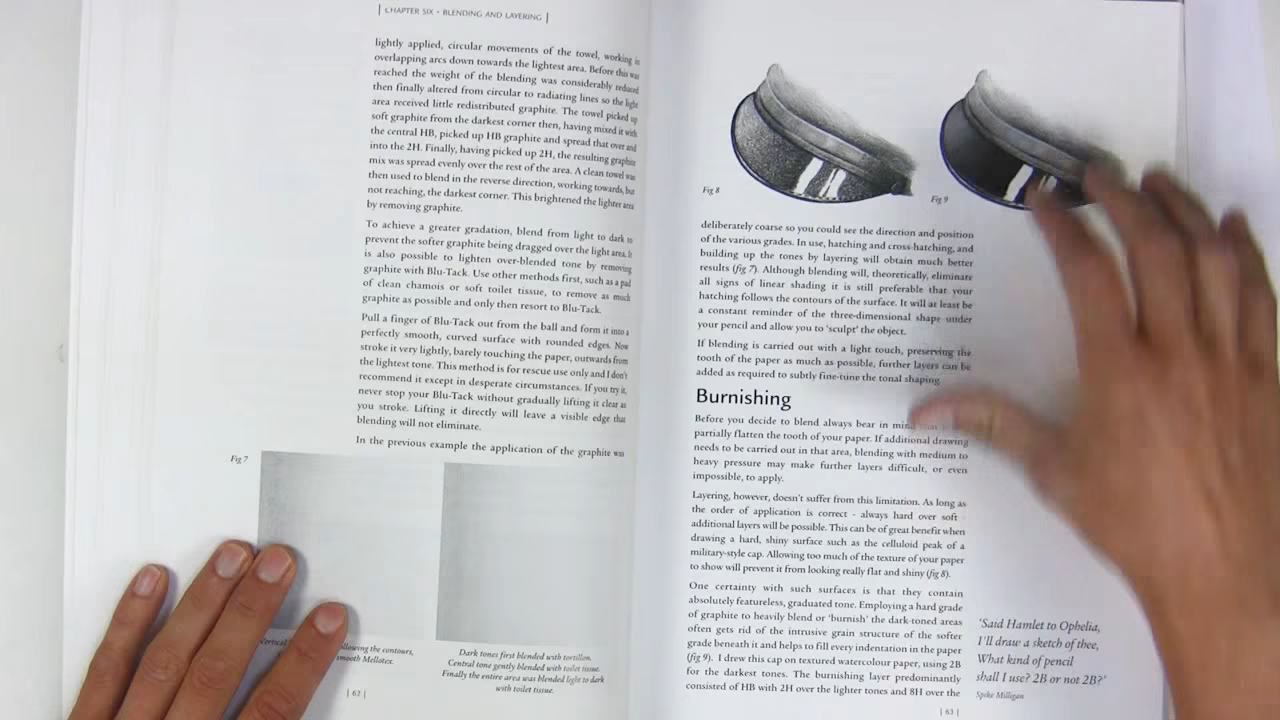 CHAPTER SIX • BLENDING AND LAYERING
lightly applied, circular movements of the towel, working in
overlapping arcs down towards the lightest area. Before this was
reached the weight of the blending was considerably reduced
then finally altered from circular to radiating lines so the light
area received little redistributed graphite. The towel picked up
soft graphite from the darkest corner then, having mixed it with
the central HB, picked up HB graphite and spread that over and
into the 2H. Finally, having picked up 2H, the resulting graphite
mix was spread evenly over the rest of the area. A clean towel was
then used to blend in the reverse direction, working towards, but
not reaching, the darkest corner. This brightened the lighter area
by removing graphite.
To achieve a greater gradation, blend from light to dark to
prevent the softer graphite being dragged over the light area. It
is also possible to lighten over-blended tone by removing
graphite with Blu-Tack. Use other methods first, such as a pad
of clean chamois or soft toilet tissue, to remove as much
graphite as possible and only then resort to Blu-Tack.
Pull a finger of Blu-Tack out from the ball and form it into a
perfectly smooth, curved surface with rounded edges. Now
stroke it very lightly, barely touching the paper, outwards from
the lightest tone. This method is for rescue use only and I don't
recommend it except in desperate circumstances. If you try it,
never stop your Blu-Tack without gradually lifting it clear as
you stroke. Lifting it directly will leave a visible edge that
blending will not eliminate.
In the previous example the application of the graphite was
Fig 7
llowing the contours,
smooth Mellotex.
Dark tones first blended with tortillon.
Central tone gently blended with toilet tissue.
Finally the entire area was blended light to dark
with toilet tissue.
| 62 |
Fig 8
Fig 9
deliberately coarse so you could see the direction and position
of the various grades. In use, hatching and cross-hatching, and
building up the tones by layering will obtain much better
results (fig 7). Although blending will, theoretically, eliminate
all signs of linear shading it is still preferable that your
hatching follows the contours of the surface. It will at least be
a constant reminder of the three-dimensional shape under
your pencil and allow you to 'sculpt' the object.
If blending is carried out with a light touch, preserving the
tooth of the paper as much as possible, further layers can be
added as required to subtly fine-tune the tonal shaping.
Burnishing
Before you decide to blend always bear in mind
partially flatten the tooth of your paper. If additional drawing
needs to be carried out in that area, blending with medium to
heavy pressure may make further layers difficult, or even
impossible, to apply.
Layering, however, doesn't suffer from this limitation. As long as
the order of application is correct - always hard over soft -
additional layers will be possible. This can be of great benefit when
drawing a hard, shiny surface such as the celluloid peak of a
military-style cap. Allowing too much of the texture of your paper
to show will prevent it from looking really flat and shiny (fig 8).
One certainty with such surfaces is that they contain
absolutely featureless, graduated tone. Employing a hard grade
of graphite to heavily blend or 'burnish' the dark-toned areas
often gets rid of the intrusive grain structure of the softer
grade beneath it and helps to fill every indentation in the paper
(fig 9). I drew this cap on textured watercolour paper, using 2B
for the darkest tones. The burnishing layer predominantly
consisted of HB with 2H over the lighter tones and 8H over the
'Said Hamlet to Ophelia,
I'll draw a sketch of thee,
What kind of pencil
shall I use? 2B or not 2B?'
Spike Milligan
| 63 |